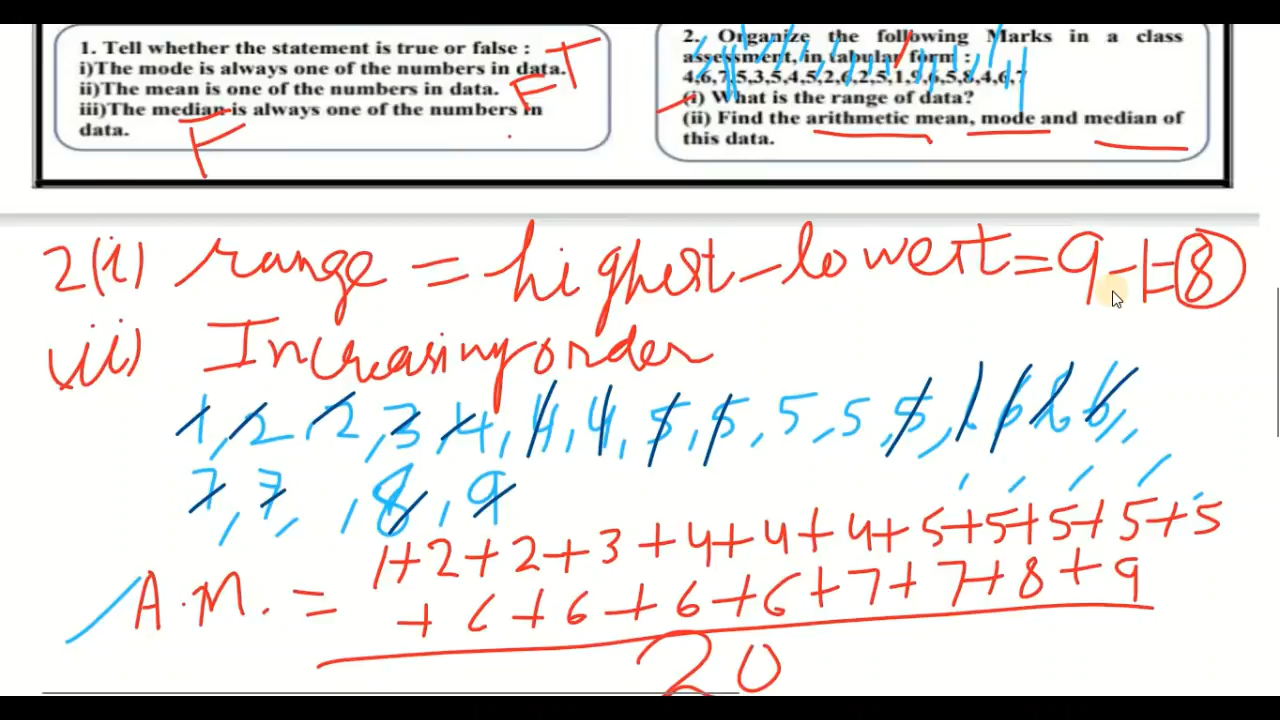 1. Tell whether the statement is true or false :
i)The mode is always one of the numbers in data. T
ii)The mean is one of the numbers in data. F
iii)The median is always one of the numbers in
data. F
2. Organize the following Marks in a class
assessment, in tabular form :
4,6,7,5,3,5,4,5,2,6,2,5,1,9,6,5,8,4,6,7
(i) What is the range of data?
(ii) Find the arithmetic mean, mode and median of
this data.
2(i) range = highest - lowest = 9 - 1 = 8
(ii) Increasing order
1, 2, 2, 3, 4, 4, 4, 5, 5, 5, 5, 5, 6 6 6 6,
7, 7, , 8, 9
1+2+2+3+4+4+4+5+5+5+5+5
A.M. = +6+6+6+6+7+7+8+9
20